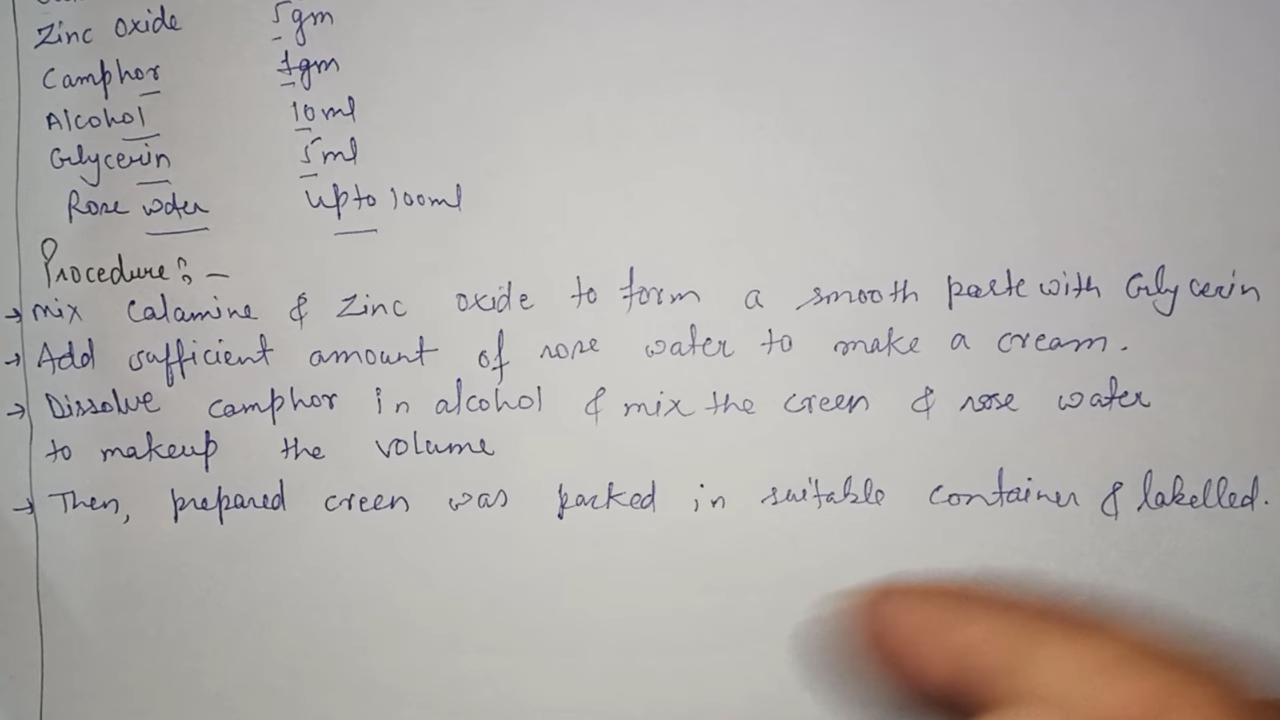 Zinc oxide 5gm
Camphor 1gm
Alcohol 10ml
Glycerin 5ml
Rose water upto 100ml
Procedure:-
→ mix Calamine & Zinc oxide to form a smooth paste with Glycerin
→ Add sufficient amount of rose water to make a cream.
→ Dissolve camphor in alcohol & mix the creen & rose water
to makeup the volume
→ Then, prepared creen was packed in suitable container & labelled.